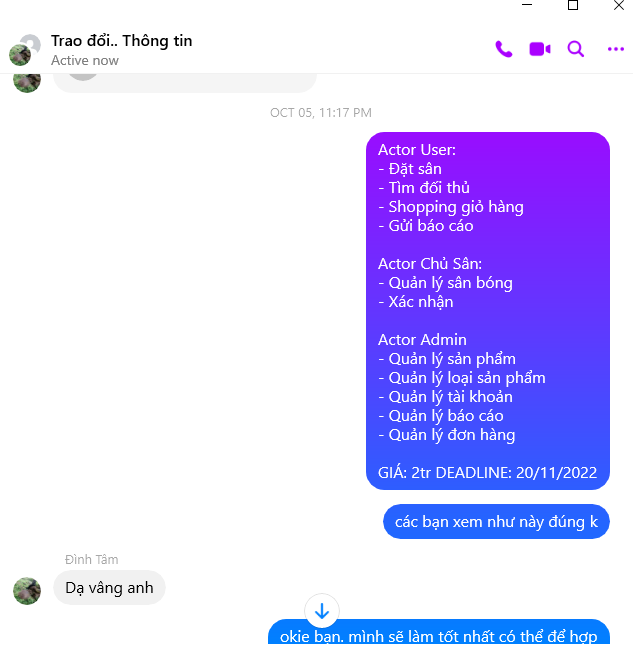 Trao đổi.. Thông tin
Active now
OCT 05, 11:17 PM
Actor User:
- Đặt sân
- Tìm đối thủ
- Shopping giỏ hàng
- Gửi báo cáo
Actor Chủ Sân:
- Quản lý sân bóng
- Xác nhận
Actor Admin
- Quản lý sản phẩm
- Quản lý loại sản phẩm
- Quản lý tài khoản
- Quản lý báo cáo
- Quản lý đơn hàng
GIÁ: 2tr DEADLINE: 20/11/2022
các bạn xem như này đúng k
Đình Tâm
Dạ vâng anh
okie bạn. mình sẽ làm tốt nhất có thể để hợp